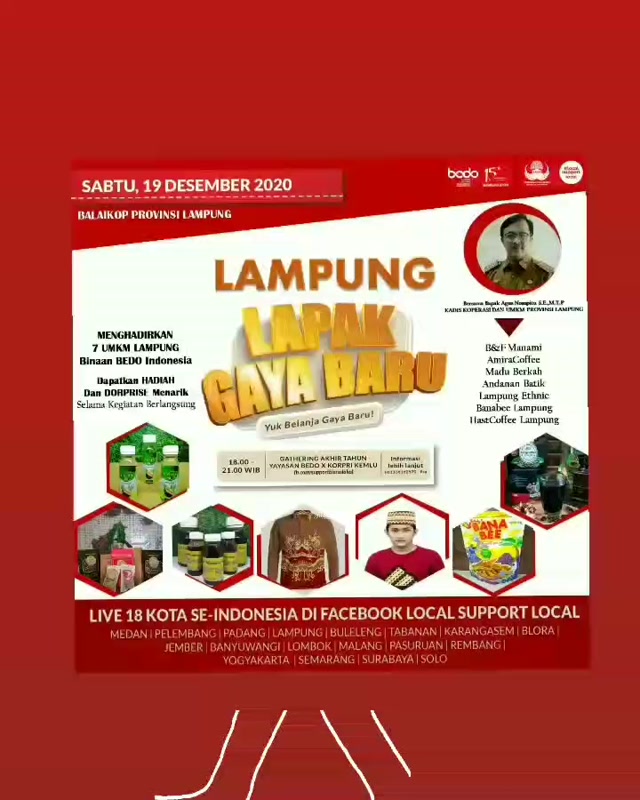 SABTU, 19 DESEMBER 2020
bedo
BALAIKOP PROVINSI LAMPUNG
LAMPUNG
LAPAK
GAYA BARU
Yuk Belanja Gaya Baru!
Bersama Bapak Agus Nompitu S.E.,M.T.P
KADIS KOPERASI DAN UMKM PROVINSI LAMPUNG
MENGHADIRKAN
7 UMKM LAMPUNG
Binaan BEDO Indonesia
Dapatkan HADIAH
Dan DORPRISE Menarik
Selama Kegiatan Berlangsung
B&F Manami
AmiraCoffee
Madu Berkah
Andanan Batik
Lampung Ethnic
Banabee Lampung
HastCoffee Lampung
18.00 -
21.00 WIB
GATHERING AKHIR TAHUN
YAYASAN BEDO X KORPRI KEMLU
Informasi
lebih lanjut
BANA
BEE
LIVE 18 KOTA SE-INDONESIA DI FACEBOOK LOCAL SUPPORT LOCAL
MEDAN | PELEMBANG | PADANG | LAMPUNG | BULELENG | TABANAN | KARANGASEM | BLORA |
JEMBER | BANYUWANGI | LOMBOK | MALANG | PASURUAN | REMBANG |
YOGYAKARTA | SEMARANG | SURABAYA | SOLO